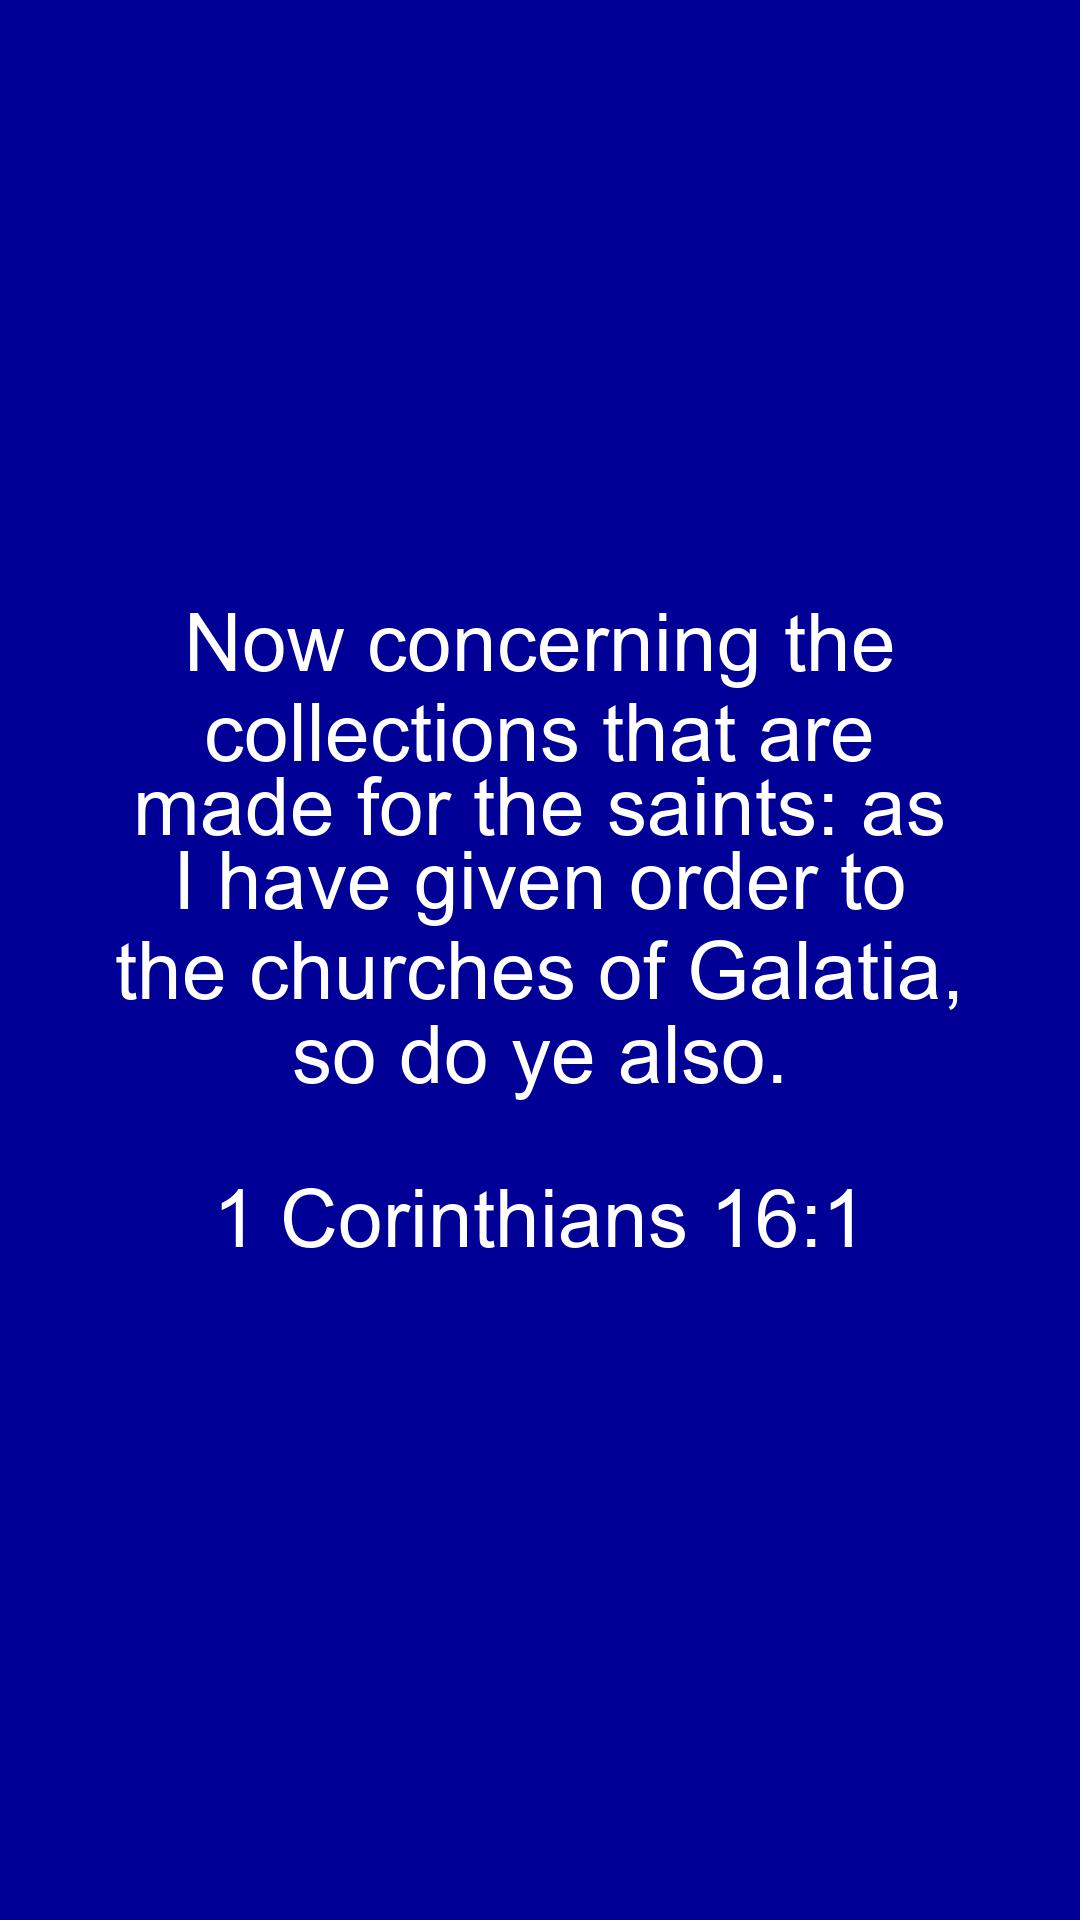 Now concerning the
collections that are
made for the saints: as
I have given order to
the churches of Galatia,
so do ye also.
1 Corinthians 16:1